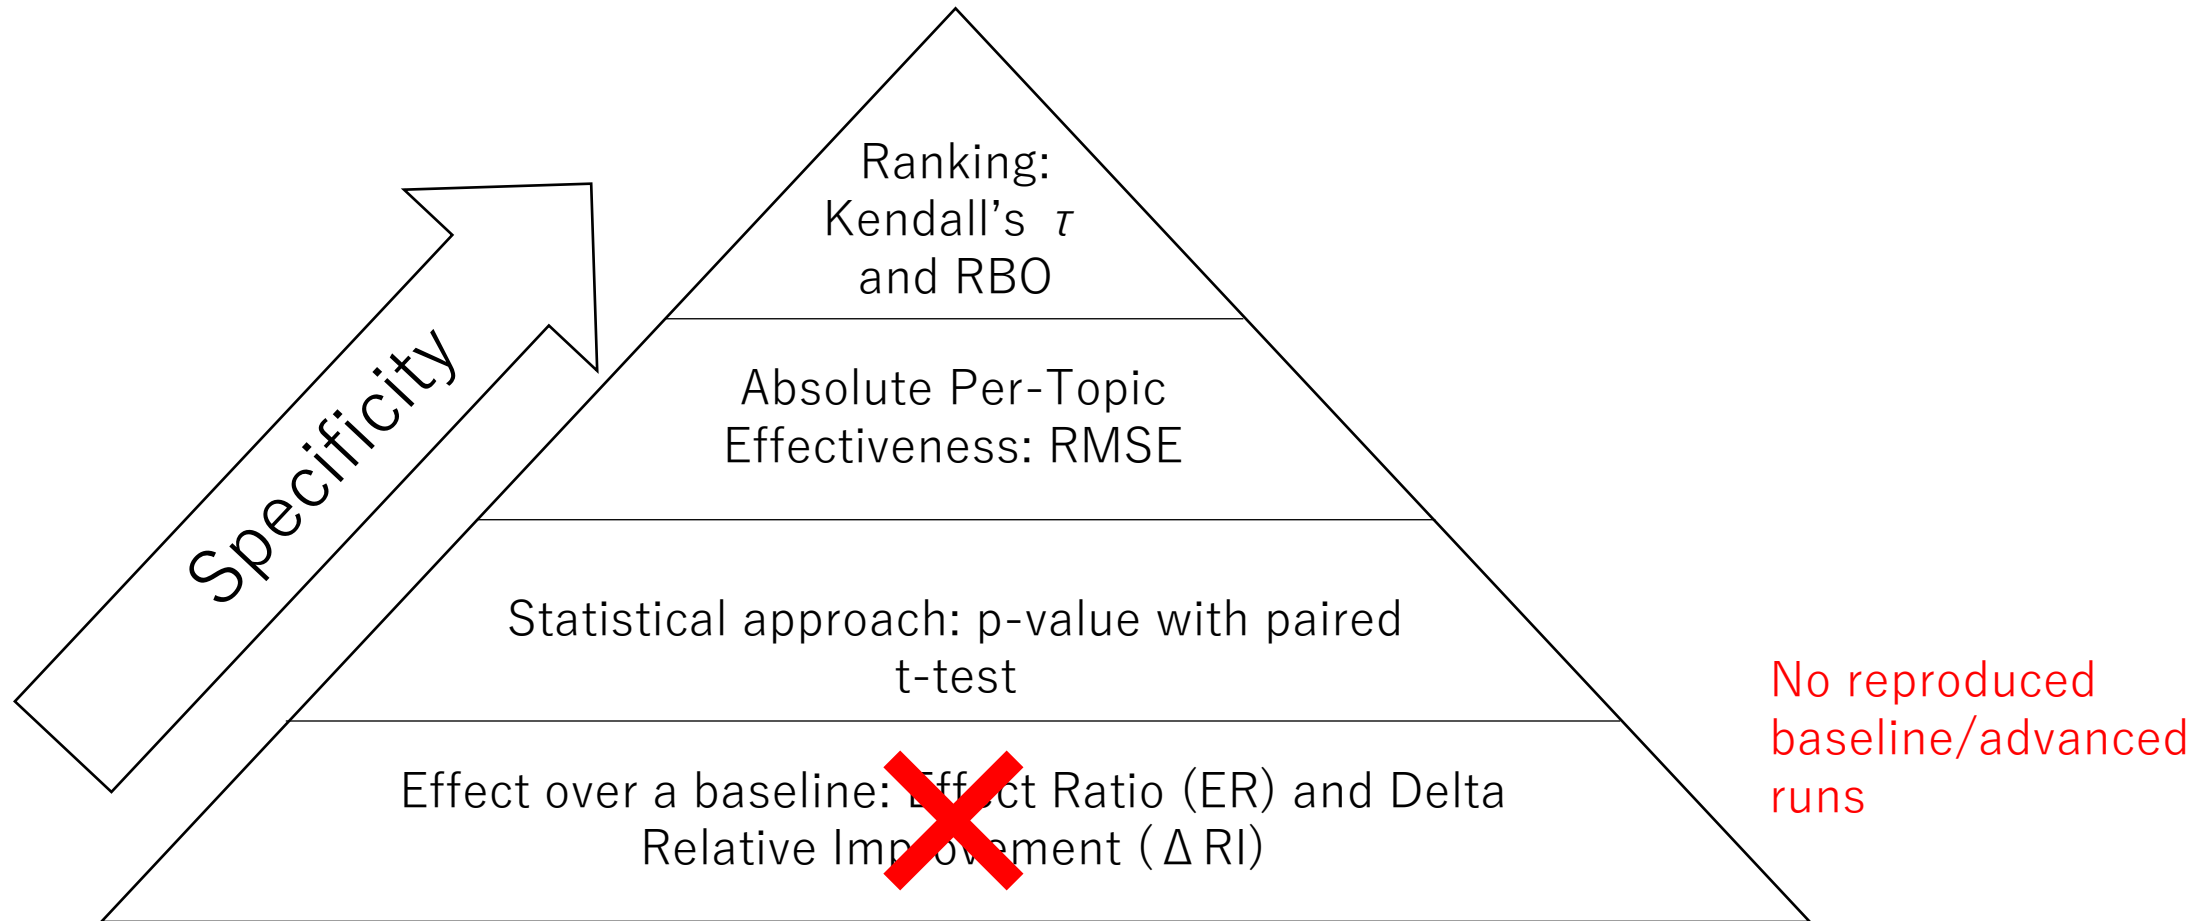 Ranking:
Kendall’s τ
and RBO
Specificity
Absolute Per-Topic
Effectiveness: RMSE
Statistical approach: p-value with paired
t-test
No reproduced
baseline/advanced
runs
Effect over a baseline: Effect Ratio (ER) and Delta
Relative Improvement (Δ RI)